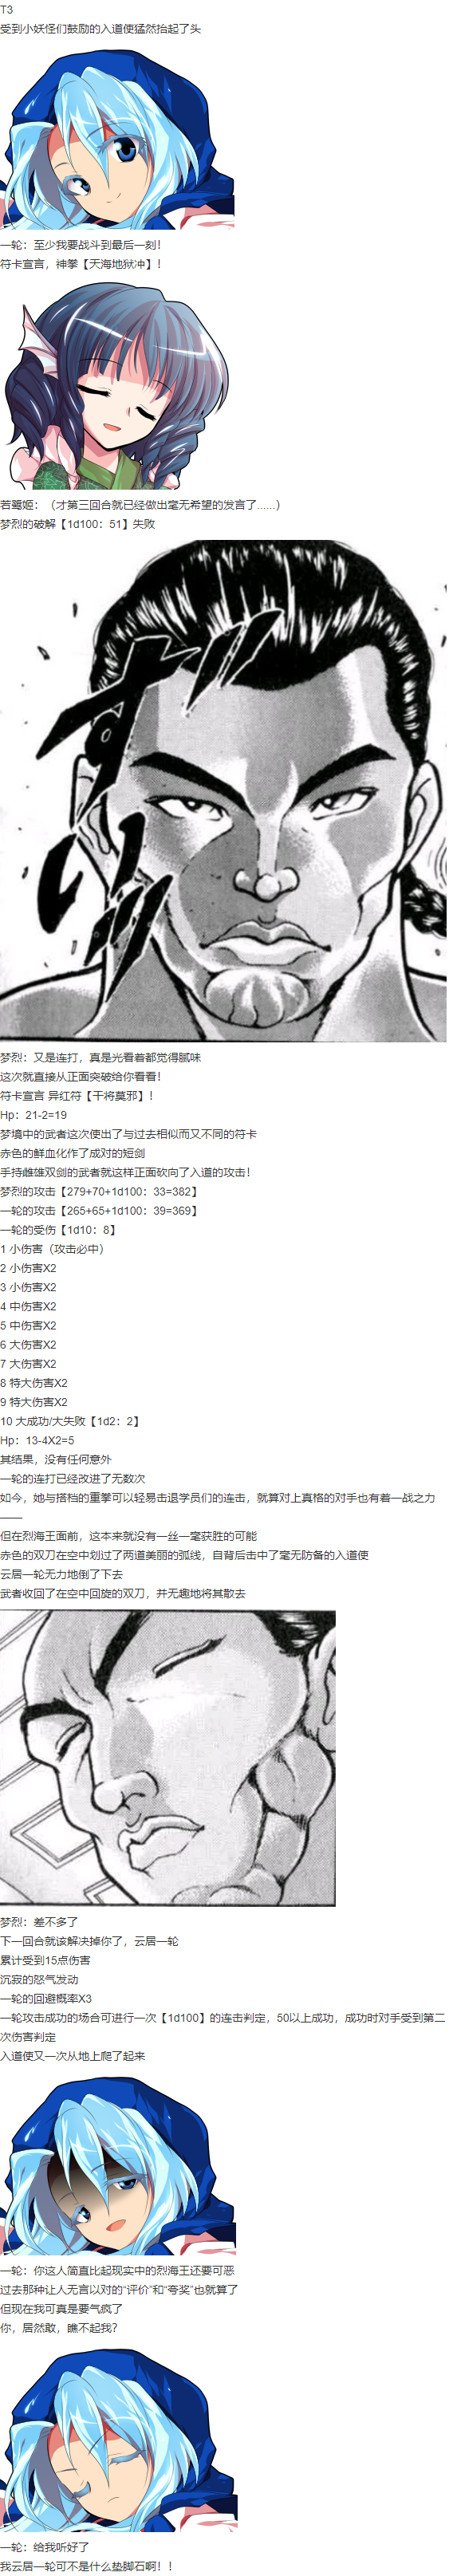 T3
受到小妖怪们鼓励的入道使猛然抬起了头
一轮：至少我要战斗到最后一刻！
符卡宣言，神拳【天海地狱冲】！
若鹭姬：（才第三回合就已经做出毫无希望的发言了......）
梦烈的破解【1d100：51】失败
梦烈：又是连打，真是光看着都觉得腻味
这次就直接从正面突破给你看看！
符卡宣言 异红符【干将莫邪】！
Hp：21-2=19
梦境中的武者这次使出了与过去相似而又不同的符卡
赤色的鲜血化作了成对的短剑
手持雌雄双剑的武者就这样正面砍向了入道的攻击！
梦烈的攻击【279+70+1d100：33=382】
一轮的攻击【265+65+1d100：39=369】
一轮的受伤【1d10：8】
1 小伤害（攻击必中）
2 小伤害X2
3 小伤害X2
4 中伤害X2
5 中伤害X2
6 大伤害X2
7 大伤害X2
8 特大伤害X2
9 特大伤害X2
10 大成功/大失败【1d2：2】
Hp：13-4X2=5
其结果，没有任何意外
一轮的连打已经改进了无数次
如今，她与搭档的重拳可以轻易击退学员们的连击，就算对上真格的对手也有着一战之力
——
但在烈海王面前，这本来就没有一丝一毫获胜的可能
赤色的双刀在空中划过了两道美丽的弧线，自背后击中了毫无防备的入道使
云居一轮无力地倒了下去
武者收回了在空中回旋的双刀，并无趣地将其散去
梦烈：差不多了
下一回合就该解决掉你了，云居一轮
累计受到15点伤害
沉寂的怒气发动
一轮的回避概率X3
一轮攻击成功的场合可进行一次【1d100】的连击判定，50以上成功，成功时对手受到第二
次伤害判定
入道使又一次从地上爬了起来
一轮：你这人简直比起现实中的烈海王还要可恶
过去那种让人无言以对的“评价”和“夸奖”也就算了
但现在我可真是要气疯了
你，居然敢，瞧不起我？
一轮：给我听好了
我云居一轮可不是什么垫脚石啊！！